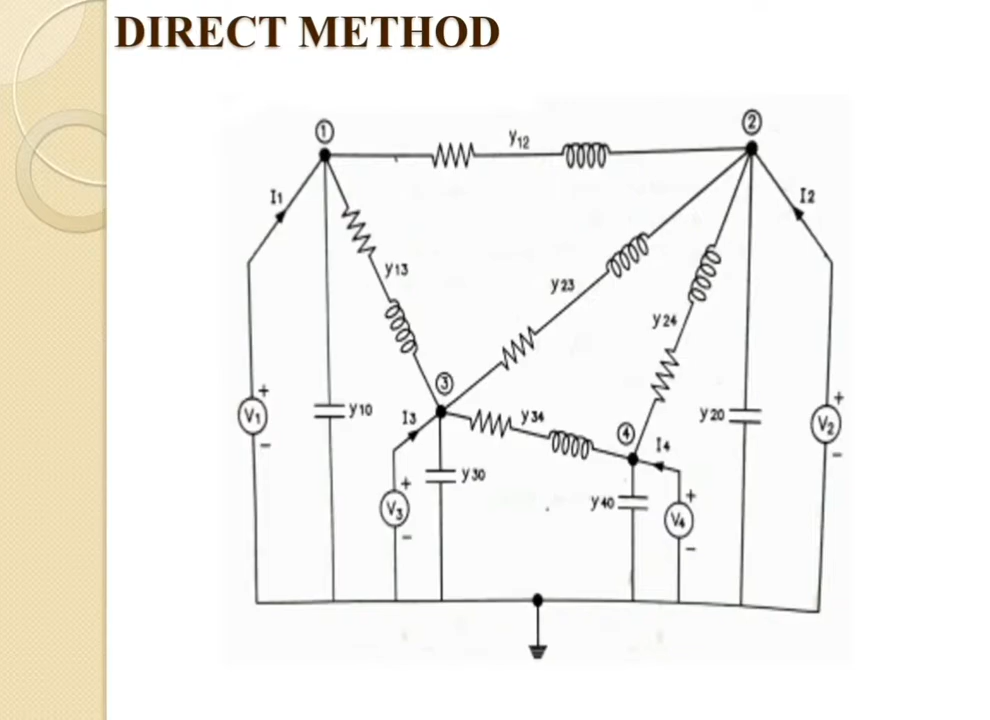 DIRECT METHOD
①
y12
②
I1
I2
y13
y23
y24
③
V1
+
-
y10
I3
y34
④
I4
y20
V2
+
-
V3
+
-
y30
y40
V4
+
-